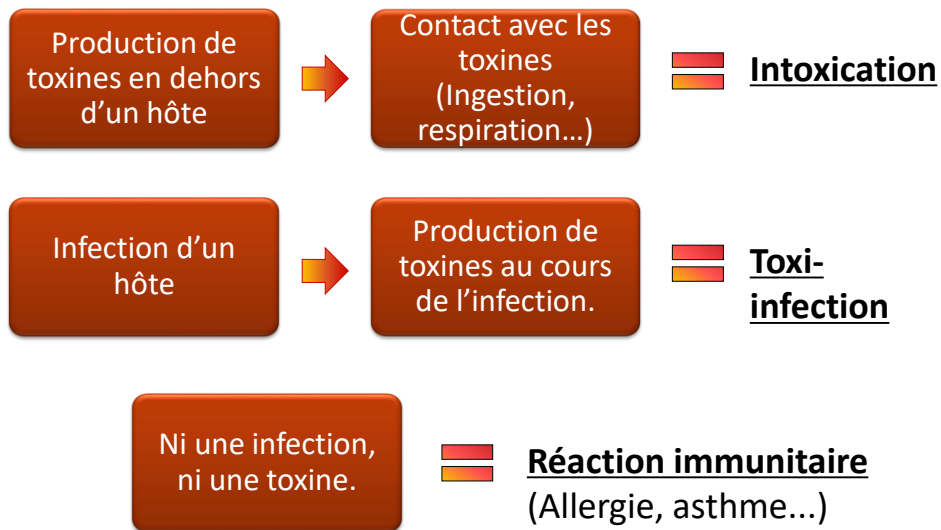 Production de
toxines en dehors
d’un hôte
Contact avec les
toxines
(Ingestion,
respiration…)
Intoxication
Infection d’un
hôte
Production de
toxines au cours
de l’infection.
Toxi-
infection
Ni une infection,
ni une toxine.
Réaction immunitaire
(Allergie, asthme...)